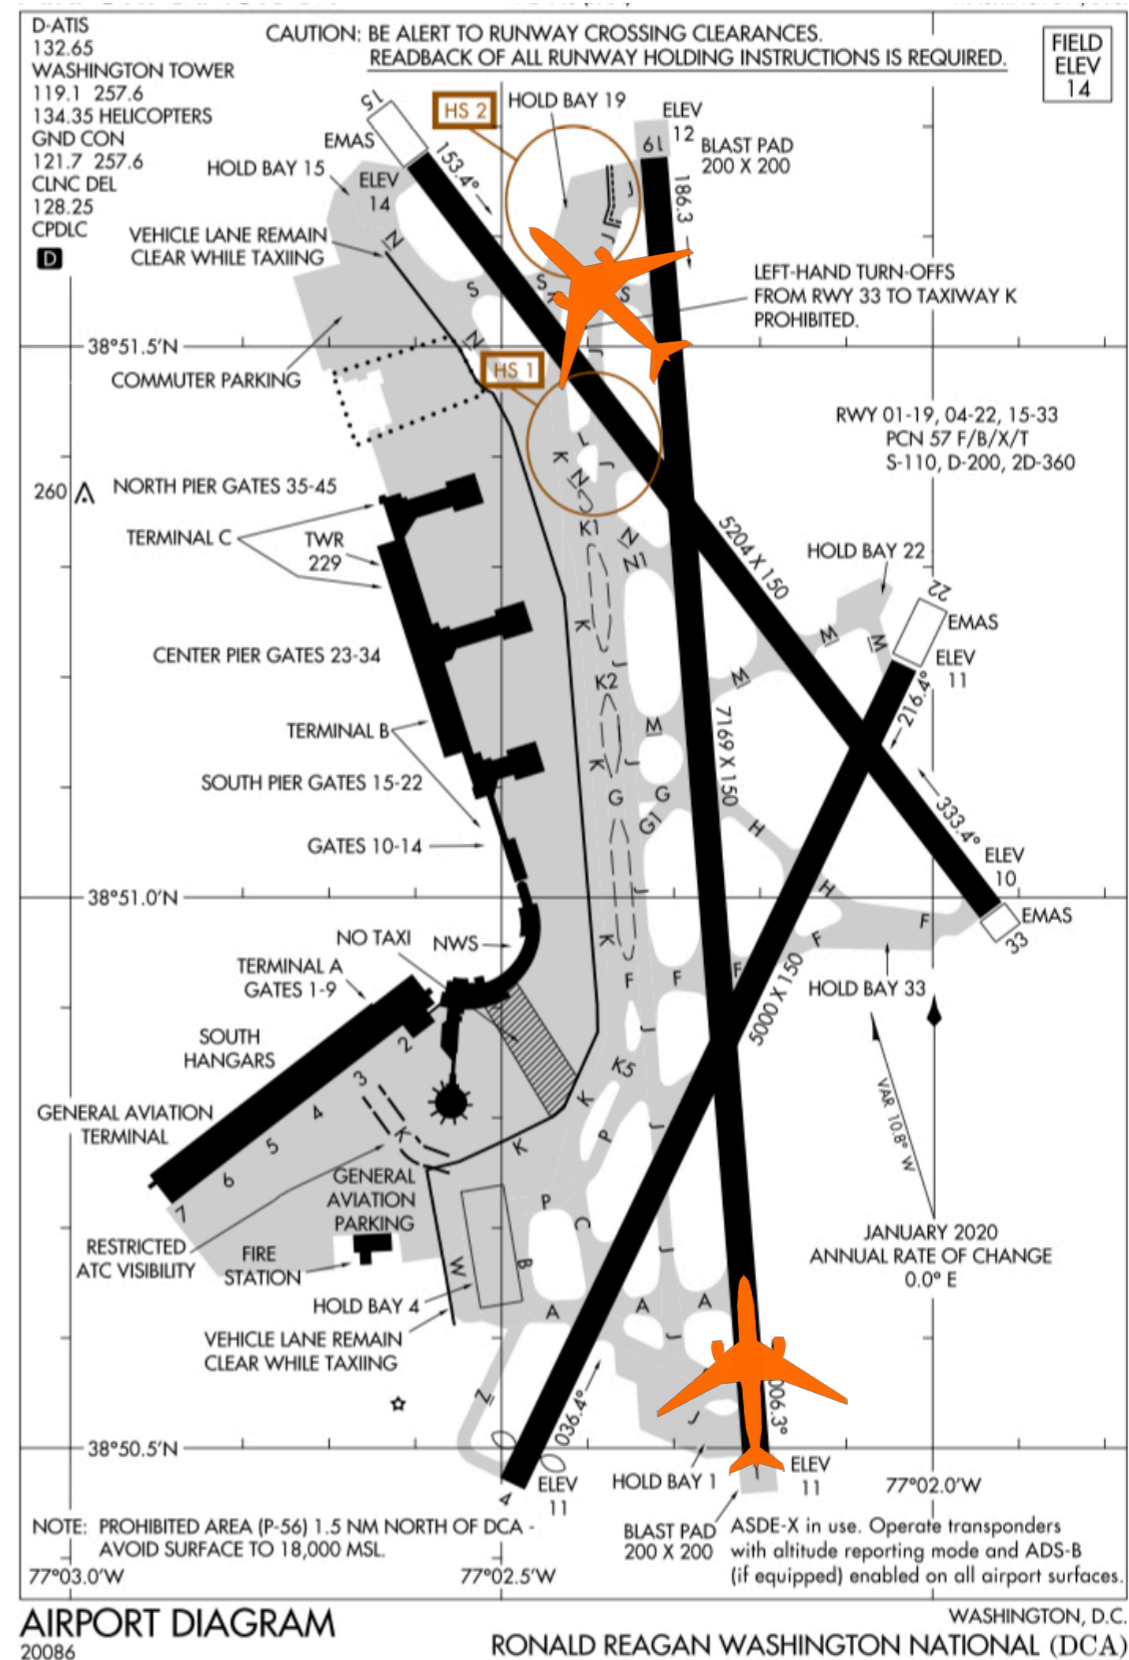 D-ATIS
132.65
WASHINGTON TOWER
119.1 257.6
134.35 HELICOPTERS
GND CON
121.7 257.6
CLNC DEL
128.25
CPDLC
D
CAUTION: BE ALERT TO RUNWAY CROSSING CLEARANCES.
READBACK OF ALL RUNWAY HOLDING INSTRUCTIONS IS REQUIRED.
FIELD
ELEV
14
15
EMAS
HS 2
HOLD BAY 19
ELEV
12
19
BLAST PAD
200 X 200
HOLD BAY 15
ELEV
14
153.4°
186.3
J
J
VEHICLE LANE REMAIN
CLEAR WHILE TAXIING
N
S
S
S
LEFT-HAND TURN-OFFS
FROM RWY 33 TO TAXIWAY K
PROHIBITED.
38°51.5'N
N
J
HS 1
COMMUTER PARKING
RWY 01-19, 04-22, 15-33
PCN 57 F/B/X/T
S-110, D-200, 2D-360
L
K
J
N
J
260
NORTH PIER GATES 35-45
TERMINAL C
TWR
229
K1
N
N1
5204 X 150
HOLD BAY 22
22
EMAS
ELEV
11
K
J
M
M
M
CENTER PIER GATES 23-34
K2
216.4°
TERMINAL B
M
7169 X 150
SOUTH PIER GATES 15-22
K
J
G
G
G1
H
333.4°
GATES 10-14
ELEV
10
38°51.0'N
J
H
F
EMAS
33
NO TAXI
NWS
K
F
F
F
F
TERMINAL A
GATES 1-9
5000 X 150
HOLD BAY 33
SOUTH
HANGARS
2
J
K5
3
K
VAR 10.8° W
GENERAL AVIATION
TERMINAL
4
K
K
P
J
5
6
7
GENERAL
AVIATION
PARKING
P
C
JANUARY 2020
ANNUAL RATE OF CHANGE
0.0° E
RESTRICTED
ATC VISIBILITY
FIRE
STATION
W
B
J
HOLD BAY 4
A
A
A
VEHICLE LANE REMAIN
CLEAR WHILE TAXIING
J
Z
036.4°
006.3°
J
38°50.5'N
4
ELEV
11
HOLD BAY 1
ELEV
11
77°02.0'W
NOTE: PROHIBITED AREA (P-56) 1.5 NM NORTH OF DCA -
AVOID SURFACE TO 18,000 MSL.
BLAST PAD
200 X 200
ASDE-X in use. Operate transponders
with altitude reporting mode and ADS-B
(if equipped) enabled on all airport surfaces.
77°03.0'W
77°02.5'W
AIRPORT DIAGRAM
20086
WASHINGTON, D.C.
RONALD REAGAN WASHINGTON NATIONAL (DCA)